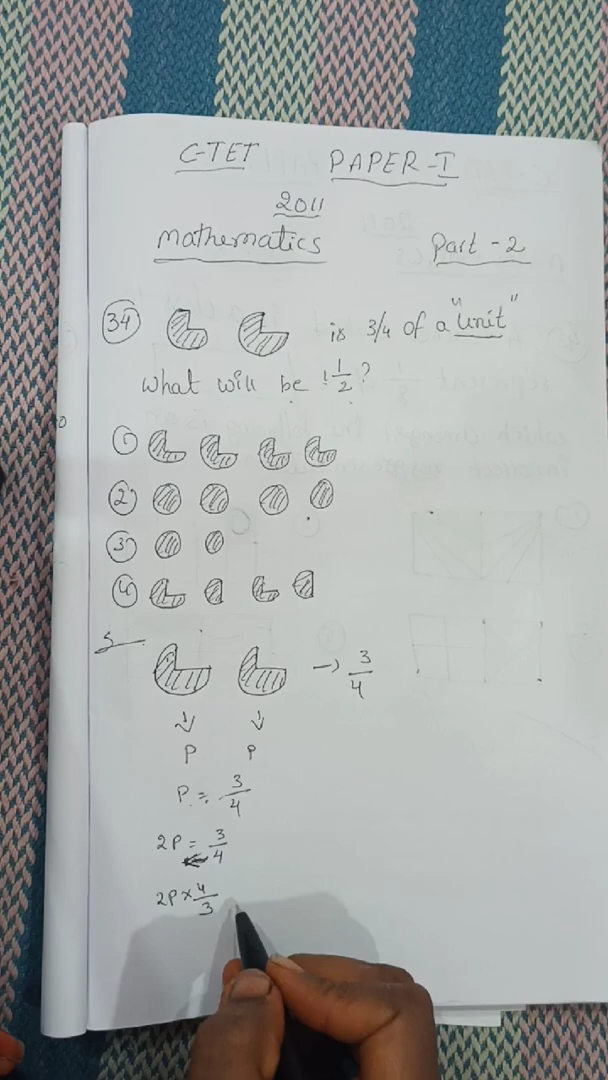 C-TET PAPER-I
2011
Mathematics Part-2
34 is 3/4 of a "Unit"
What will be 1 1/2?
1
2
3
4
S
→ 3/4
P P
P = 3/4
2P = 3/4
2P × 4/3